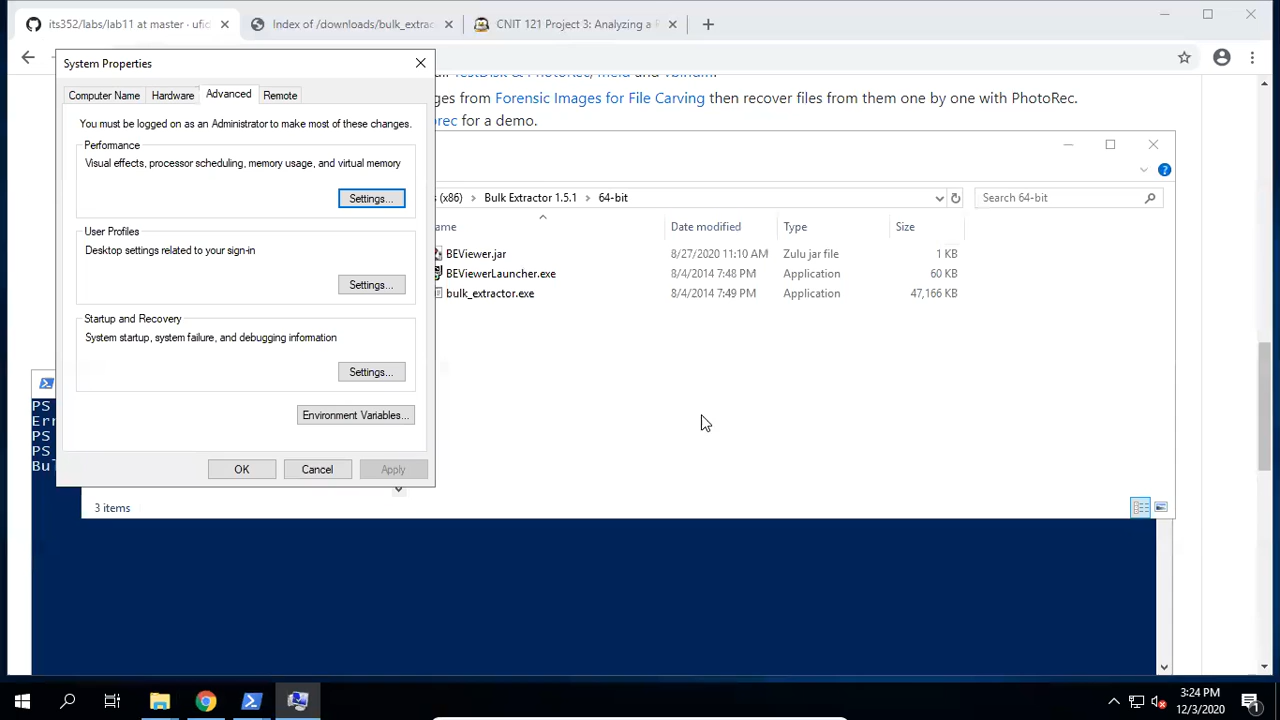 its352/labs/lab11 at master · ufic
Index of /downloads/bulk_extrac
CNIT 121 Project 3: Analyzing a
TestDisk & PhotoRec, meld and vbindiff.
ges from Forensic Images for File Carving then recover files from them one by one with PhotoRec.
rec for a demo.
System Properties
Computer Name
Hardware
Advanced
Remote
You must be logged on as an Administrator to make most of these changes.
Performance
Visual effects, processor scheduling, memory usage, and virtual memory
Settings...
User Profiles
Desktop settings related to your sign-in
Settings...
Startup and Recovery
System startup, system failure, and debugging information
Settings...
Environment Variables...
OK
Cancel
Apply
s (x86) > Bulk Extractor 1.5.1 > 64-bit
Search 64-bit
ame
Date modified
Type
Size
BEViewer.jar 8/27/2020 11:10 AM Zulu jar file 1 KB
BEViewerLauncher.exe 8/4/2014 7:48 PM Application 60 KB
bulk_extractor.exe 8/4/2014 7:49 PM Application 47,166 KB
3 items
PS
Err
PS
PS
Bu
3:24 PM
12/3/2020
1